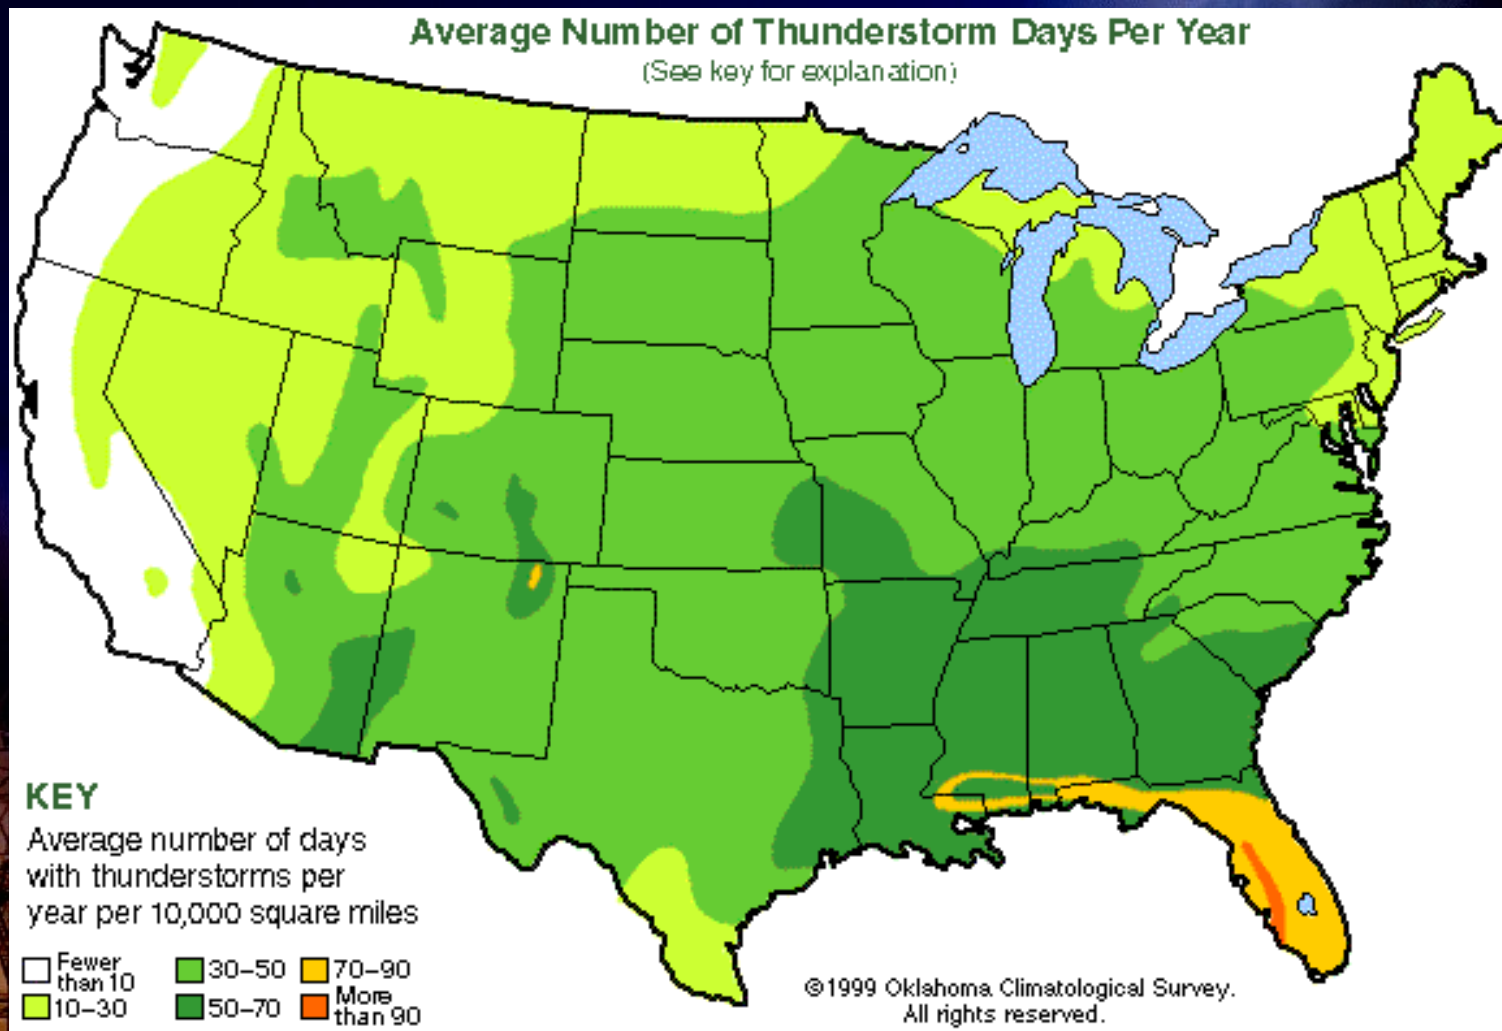 Average Number of Thunderstorm Days Per Year
(See key for explanation)
KEY
Average number of days
with thunderstorms per
year per 10,000 square miles
Fewer than 10
30–50
70–90
10–30
50–70
More than 90
©1999 Oklahoma Climatological Survey.
All rights reserved.